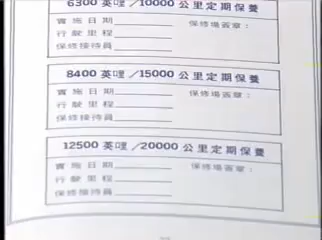 6300 英哩/10000 公里定期保養
實施日期 保修場簽章：
行駛里程
保修接待員
8400 英哩/15000 公里定期保養
實施日期 保修場簽章：
行駛里程
保修接待員
12500 英哩/20000 公里定期保養
實施日期 保修場簽章：
行駛里程
保修接待員